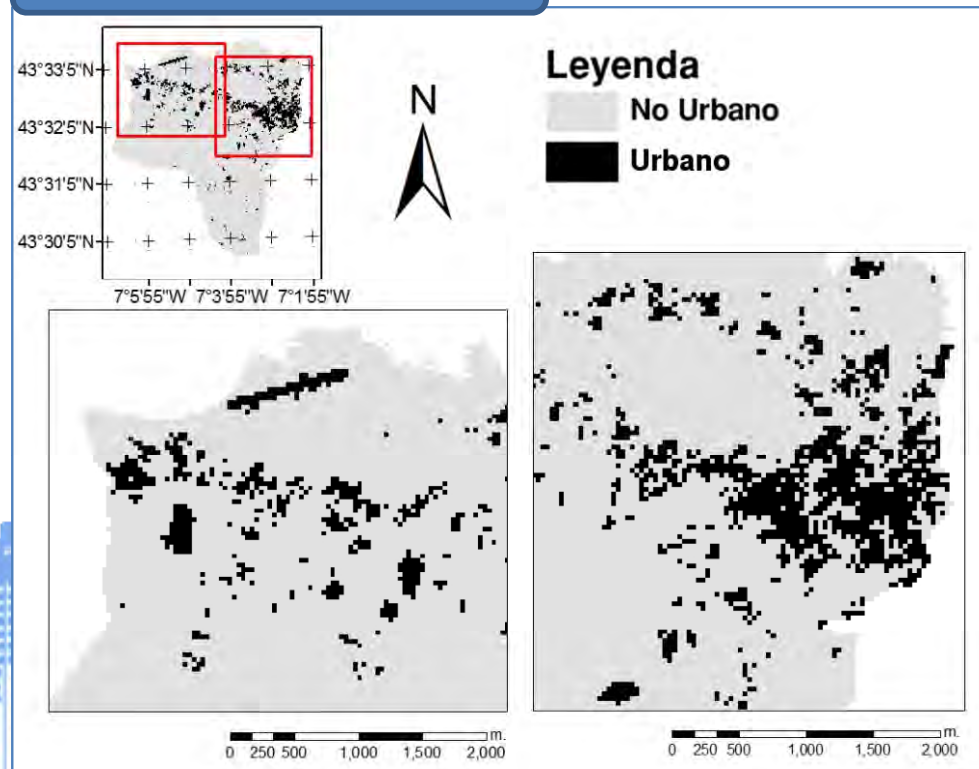 43°33'5"N
43°32'5"N
43°31'5"N
43°30'5"N
7°5'55"W 7°3'55"W 7°1'55"W
N
Leyenda
No Urbano
Urbano
m.
0 250 500 1,000 1,500 2,000
m.
0 250 500 1,000 1,500 2,000